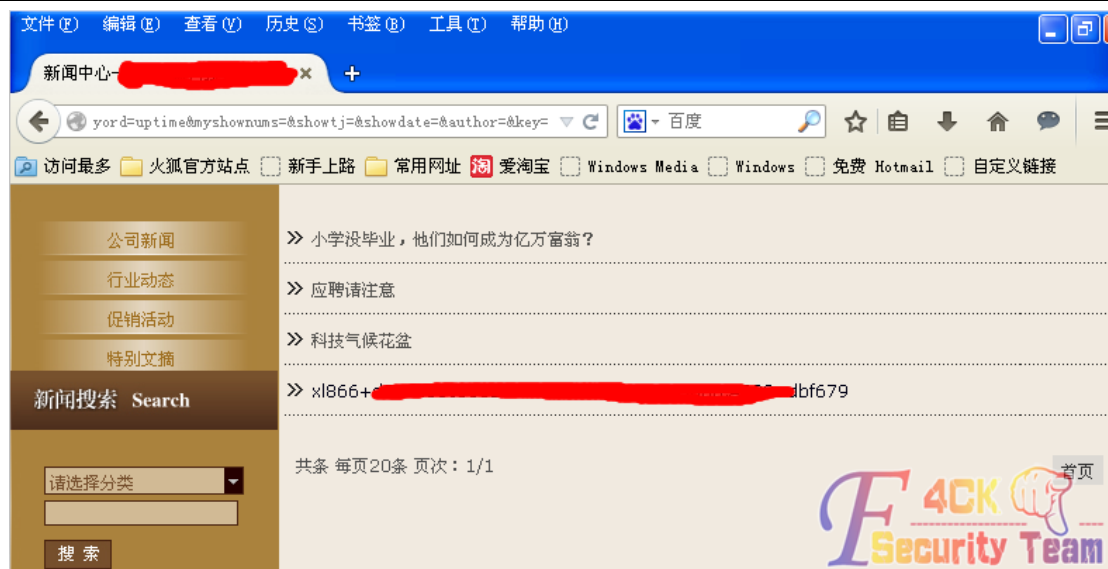 文件(F) 编辑(E) 查看(V) 历史(S) 书签(B) 工具(T) 帮助(H)
新闻中心-
yord=uptime&myshownums=&showtj=&showdate=&author=&key=
百度
访问最多 火狐官方站点 新手上路 常用网址 淘 爱淘宝 Windows Media Windows 免费 Hotmail 自定义链接
公司新闻
行业动态
促销活动
特别文摘
新闻搜索 Search
请选择分类
搜 索
小学没毕业，他们如何成为亿万富翁？
应聘请注意
科技气候花盆
xl866+ dbf679
共条 每页20条 页次：1/1
首页
F4CK
Security Team